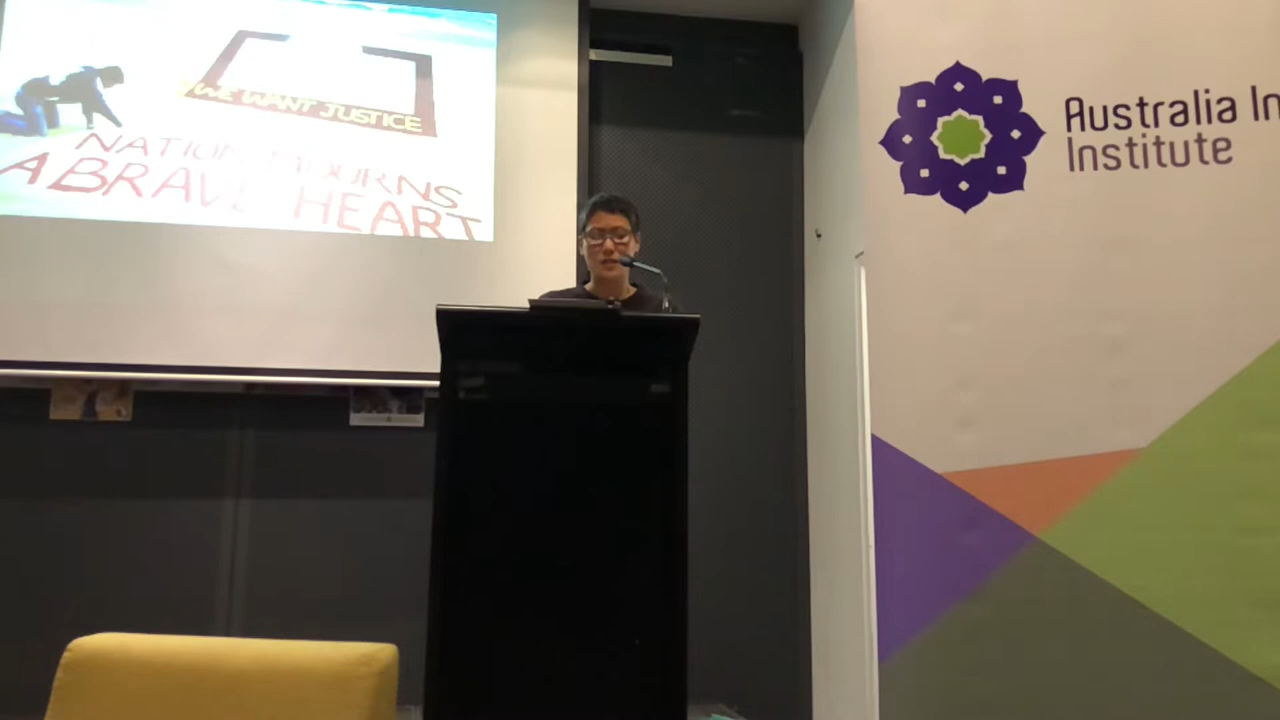 WE WANT JUSTICE
NATION MOURNS
A BRAVE HEART
Australia In
Institute